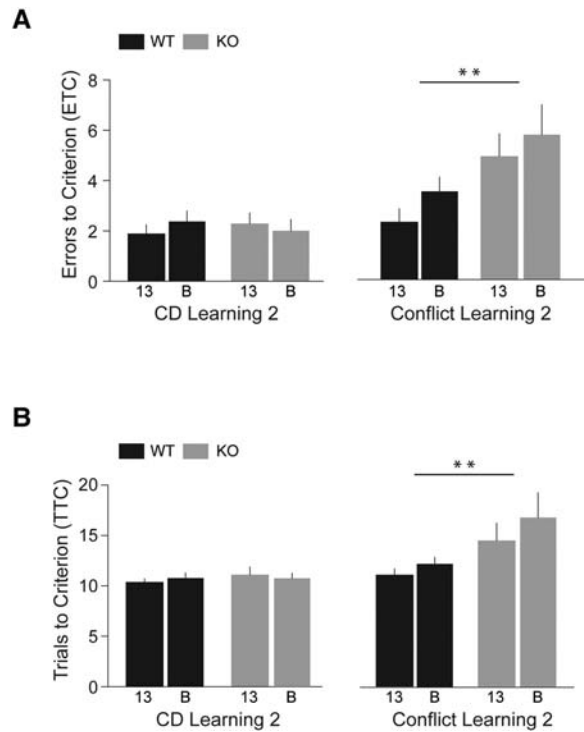 A
WT KO
Errors to Criterion (ETC)
8
6
4
2
0
* *
13 B 13 B 13 B 13 B
CD Learning 2 Conflict Learning 2
B
WT KO
Trials to Criterion (TTC)
20
15
10
5
0
* *
13 B 13 B 13 B 13 B
CD Learning 2 Conflict Learning 2